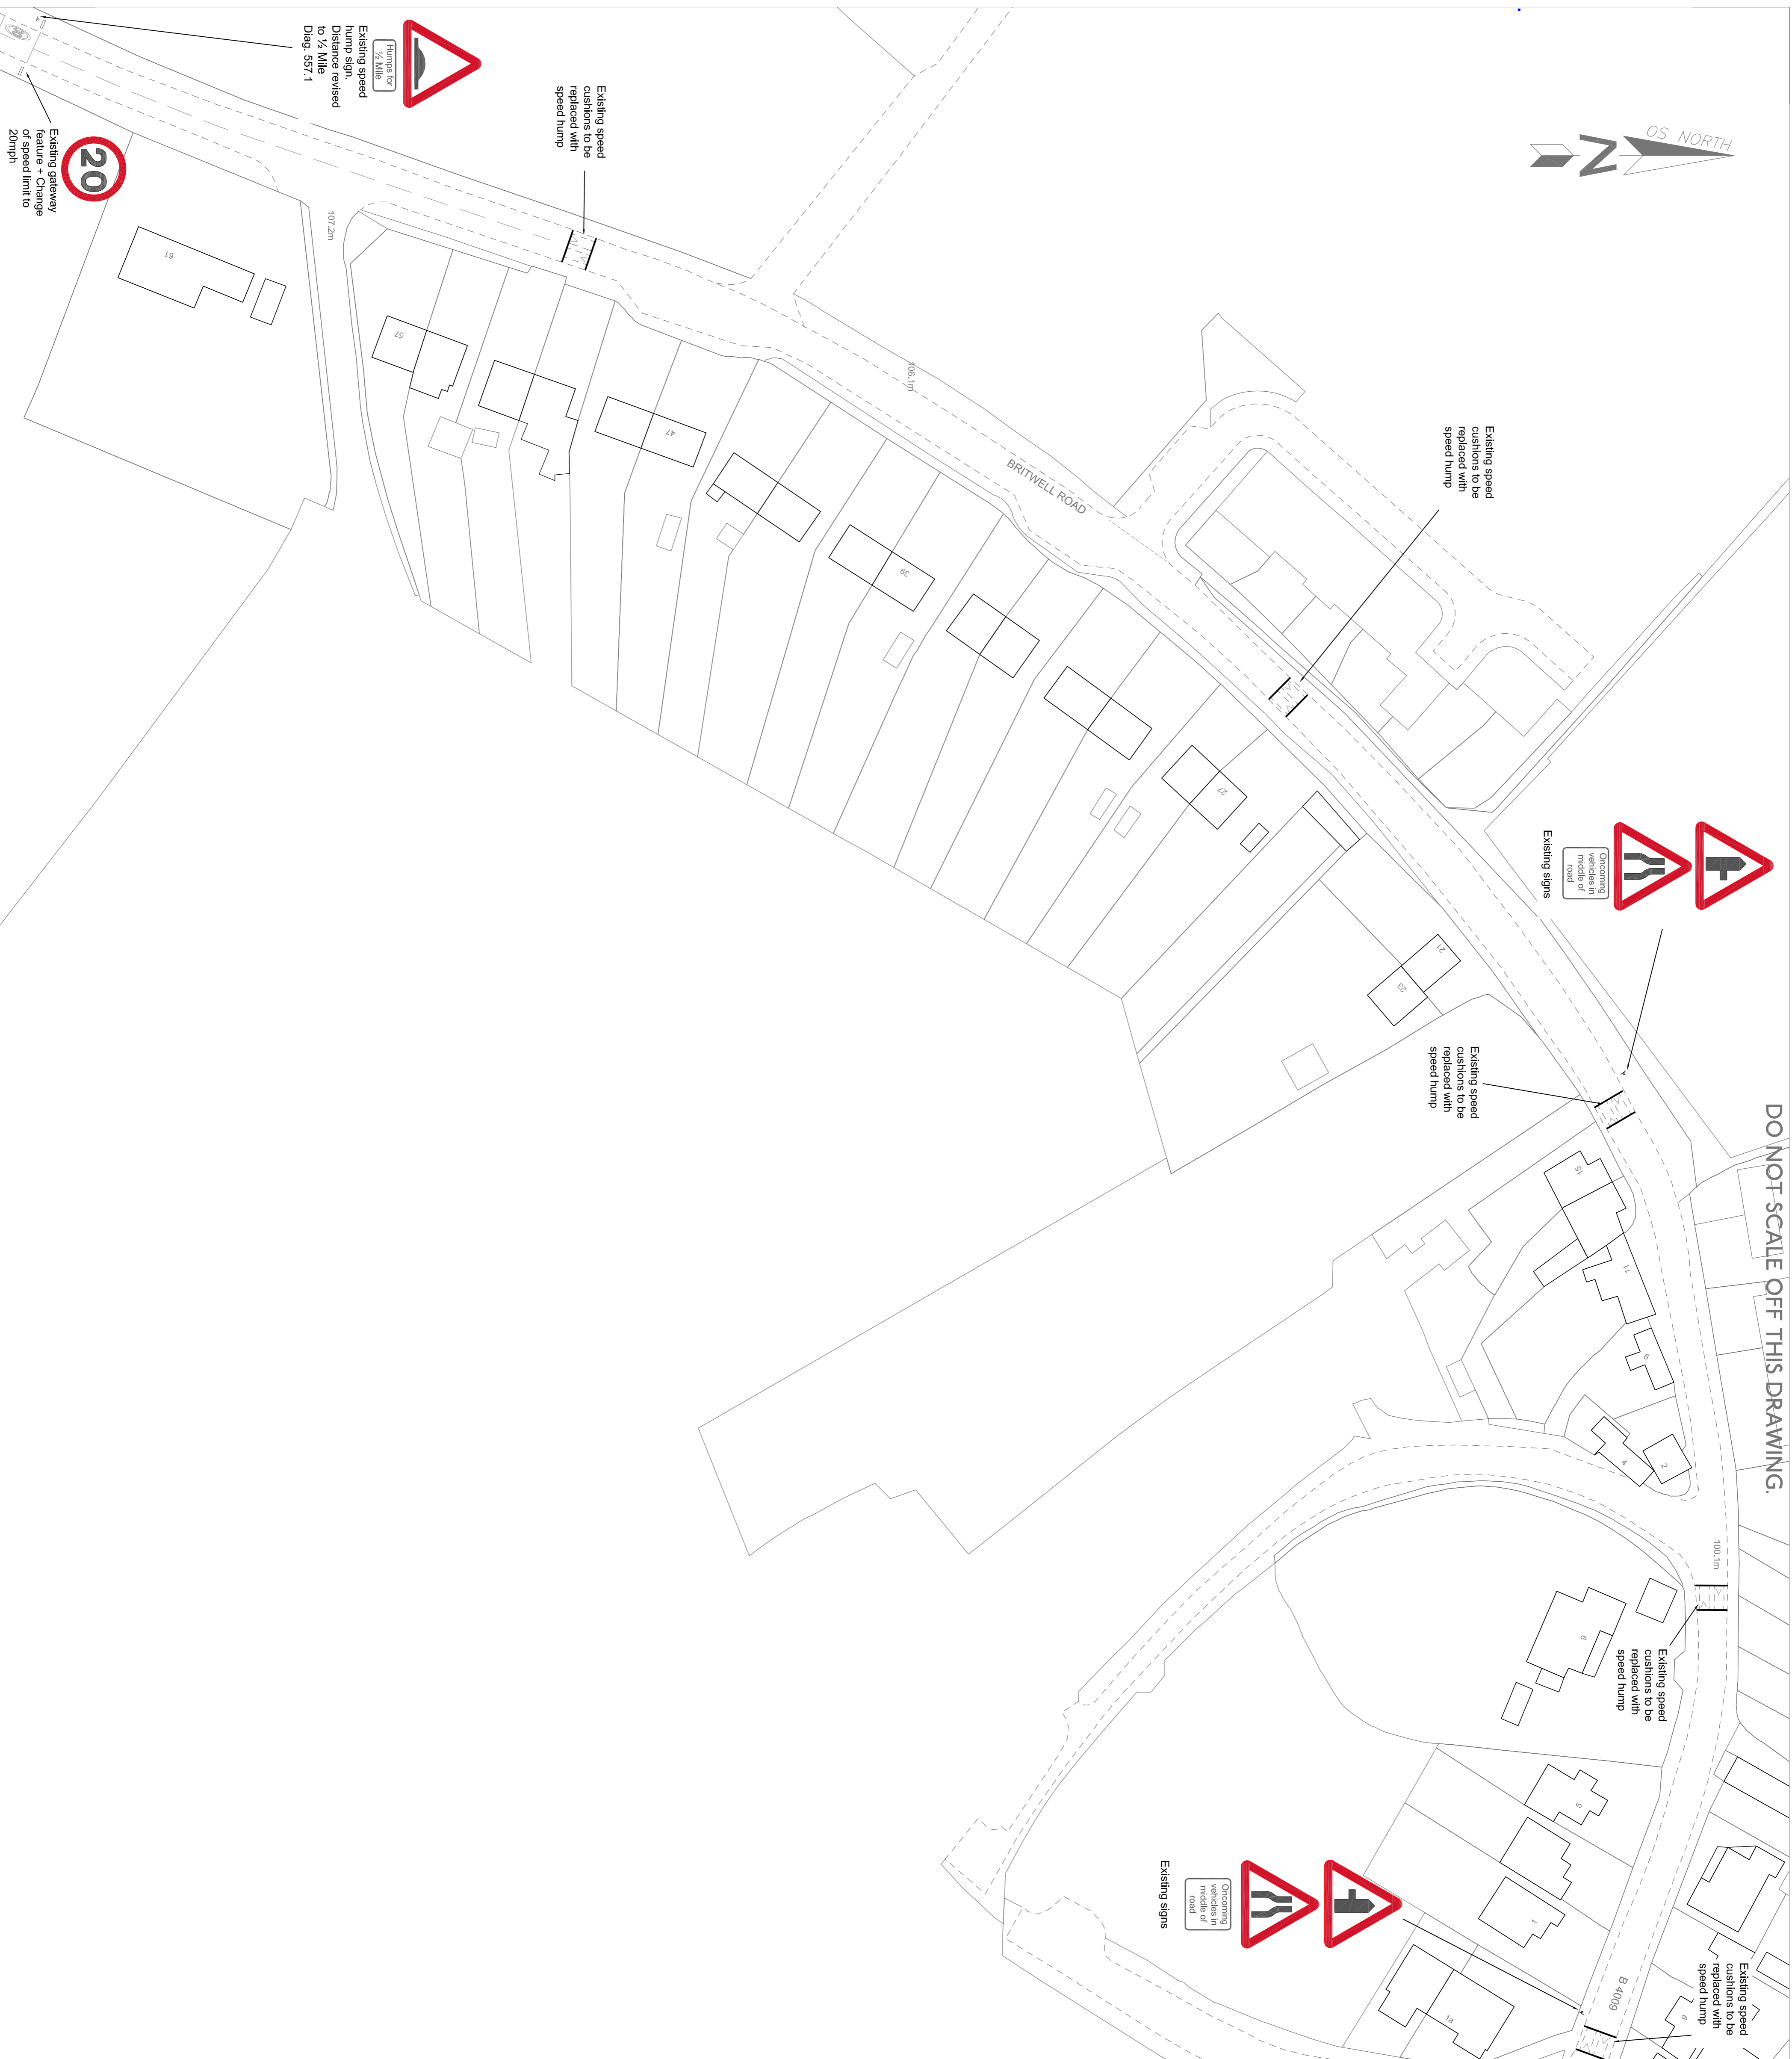 DO NOT SCALE OFF THIS DRAWING.
OS NORTH
N
Humps for
½ Mile
Existing speed
hump sign.
Distance revised
to ½ Mile
Diag. 557.1
20
Existing gateway
feature + Change
of speed limit to
20mph
Existing speed
cushions to be
replaced with
speed hump
107.2m
61
57
47
106.1m
BRITWELL ROAD
39
Existing speed
cushions to be
replaced with
speed hump
27
Oncoming
vehicles in
middle of
road
Existing signs
21
23
Existing speed
cushions to be
replaced with
speed hump
15
11
9
2
4
100.1m
Existing speed
cushions to be
replaced with
speed hump
6
5
1
1a
Oncoming
vehicles in
middle of
road
Existing signs
B 4009
Existing speed
cushions to be
replaced with
speed hump